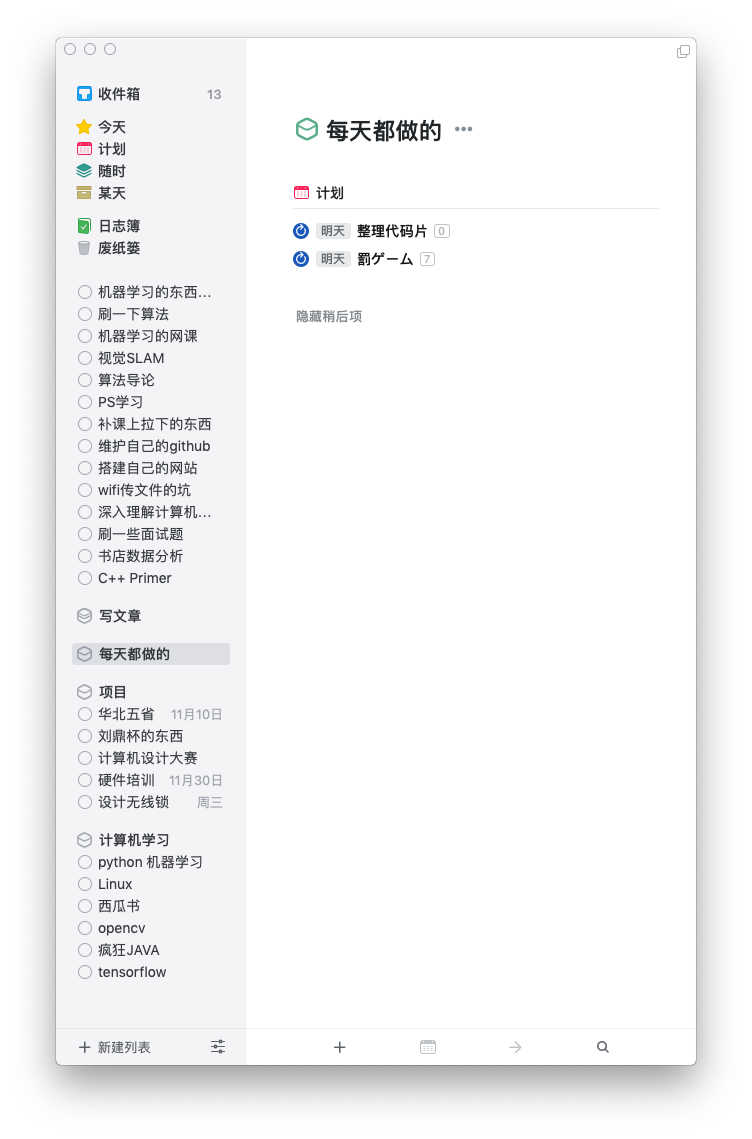 收件箱 13
今天
计划
随时
某天
日志簿
废纸篓
机器学习的东西…
刷一下算法
机器学习的网课
视觉SLAM
算法导论
PS学习
补课上拉下的东西
维护自己的github
搭建自己的网站
wifi传文件的坑
深入理解计算机…
刷一些面试题
书店数据分析
C++ Primer
写文章
每天都做的
项目
华北五省 11月10日
刘鼎杯的东西
计算机设计大赛
硬件培训 11月30日
设计无线锁 周三
计算机学习
python 机器学习
Linux
西瓜书
opencv
疯狂JAVA
tensorflow
新建列表
每天都做的
计划
明天 整理代码片 0
明天 罰ゲーム 7
隐藏稍后项